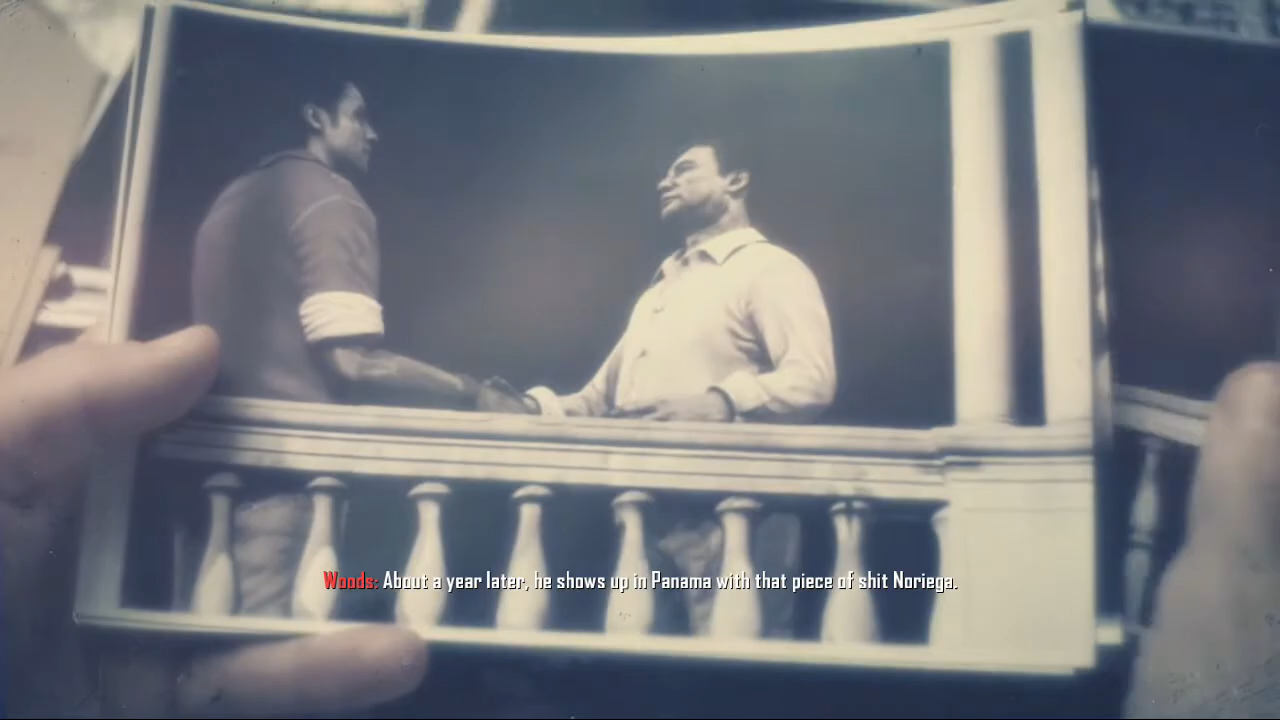 Woods: About a year later, he shows up in Panama with that piece of shit Noriega.